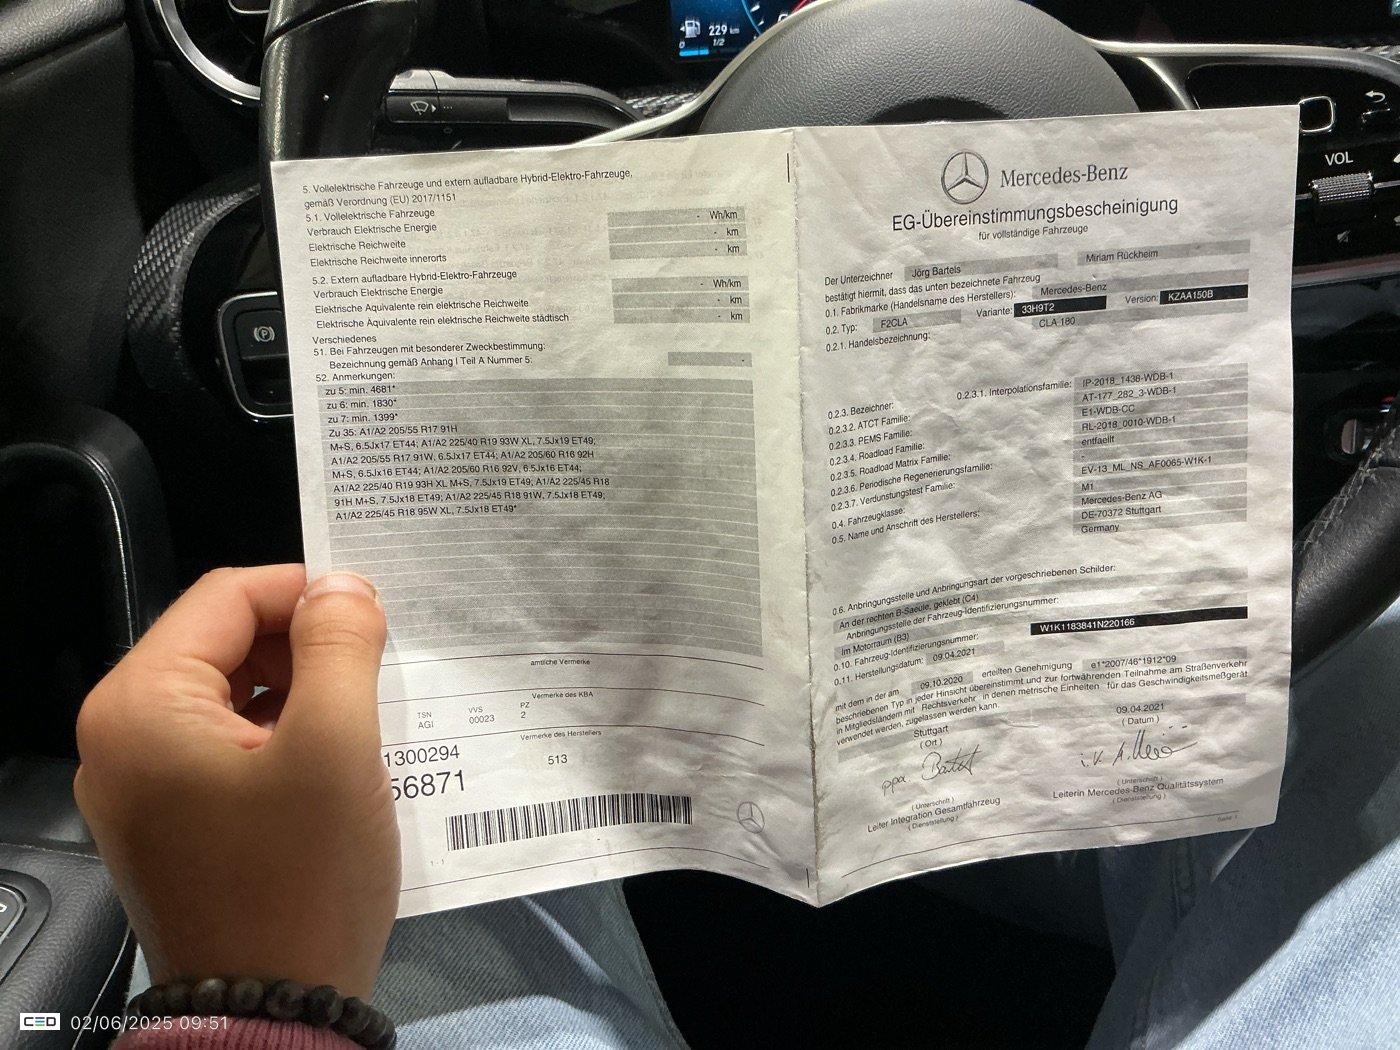 229 km
0 1/2
VOL
5. Vollelektrische Fahrzeuge und extern aufladbare Hybrid-Elektro-Fahrzeuge,
gemäß Verordnung (EU) 2017/1151
5.1. Vollelektrische Fahrzeuge
Verbrauch Elektrische Energie - Wh/km
Elektrische Reichweite - km
Elektrische Reichweite innerorts - km
5.2. Extern aufladbare Hybrid-Elektro-Fahrzeuge
Verbrauch Elektrische Energie - Wh/km
Elektrische Äquivalente rein elektrische Reichweite - km
Elektrische Äquivalente rein elektrische Reichweite städtisch - km
Verschiedenes
51. Bei Fahrzeugen mit besonderer Zweckbestimmung:
Bezeichnung gemäß Anhang I Teil A Nummer 5: -
52. Anmerkungen:
zu 5: min. 4681*
zu 6: min. 1830*
zu 7: min. 1399*
Zu 35: A1/A2 205/55 R17 91H
M+S, 6.5Jx17 ET44; A1/A2 225/40 R19 93W XL, 7.5Jx19 ET49;
A1/A2 205/55 R17 91W, 6.5Jx17 ET44; A1/A2 205/60 R16 92H
M+S, 6.5Jx16 ET44; A1/A2 205/60 R16 92V, 6.5Jx16 ET44;
A1/A2 225/40 R19 93H XL M+S, 7.5Jx19 ET49; A1/A2 225/45 R18
91H M+S, 7.5Jx18 ET49; A1/A2 225/45 R18 91W, 7.5Jx18 ET49;
A1/A2 225/45 R18 95W XL, 7.5Jx18 ET49*
amtliche Vermerke
Vermerke des KBA
TSN VVS PZ
AGI 00023 2
Vermerke des Herstellers
1300294 513
56871
1 - 1
Mercedes-Benz
EG-Übereinstimmungsbescheinigung
für vollständige Fahrzeuge
Der Unterzeichner Jörg Bartels Miriam Rückheim
bestätigt hiermit, dass das unten bezeichnete Fahrzeug
0.1. Fabrikmarke (Handelsname des Herstellers): Mercedes-Benz
0.2. Typ: F2CLA Variante: 33H9T2 Version: KZAA150B
0.2.1. Handelsbezeichnung: CLA 180
0.2.3. Bezeichner: 0.2.3.1. Interpolationsfamilie: IP-2018_1438-WDB-1
0.2.3.2. ATCT Familie: AT-177_282_3-WDB-1
0.2.3.3. PEMS Familie: E1-WDB-CC
0.2.3.4. Roadload Familie: RL-2018_0010-WDB-1
0.2.3.5. Roadload Matrix Familie: entfaellt
0.2.3.6. Periodische Regenerierungsfamilie: -
0.2.3.7. Verdunstungstest Familie: EV-13_ML_NS_AF0065-W1K-1
0.4. Fahrzeugklasse: M1
0.5. Name und Anschrift des Herstellers: Mercedes-Benz AG
DE-70372 Stuttgart
Germany
0.6. Anbringungsstelle und Anbringungsart der vorgeschriebenen Schilder:
An der rechten B-Saeule, geklebt (C4)
Anbringungsstelle der Fahrzeug-Identifizierungsnummer:
Im Motorraum (B3)
0.10. Fahrzeug-Identifizierungsnummer: W1K1183841N220166
0.11. Herstellungsdatum: 09.04.2021
mit dem in der am 09.10.2020 erteilten Genehmigung e1*2007/46*1912*09
beschriebenen Typ in jeder Hinsicht übereinstimmt und zur fortwährenden Teilnahme am Straßenverkehr
in Mitgliedsländern mit Rechtsverkehr in denen metrische Einheiten für das Geschwindigkeitsmeßgerät
verwendet werden, zugelassen werden kann.
Stuttgart 09.04.2021
( Ort ) ( Datum )
ppa.
( Unterschrift ) ( Unterschrift )
Leiter Integration Gesamtfahrzeug Leiterin Mercedes-Benz Qualitätssystem
( Dienststellung ) ( Dienststellung )
Seite 1
CED 02/06/2025 09:51